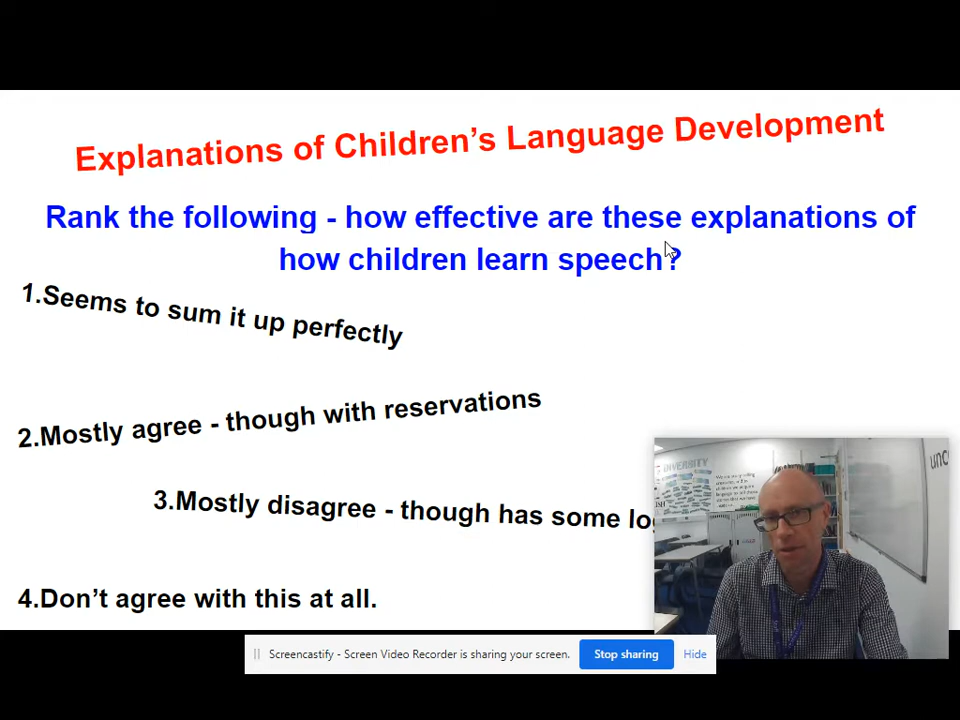 Explanations of Children's Language Development
Rank the following - how effective are these explanations of
how children learn speech?
1.Seems to sum it up perfectly
2.Mostly agree - though with reservations
3.Mostly disagree - though has some
4.Don't agree with this at all.
Screencastify - Screen Video Recorder is sharing your screen.
Stop sharing
Hide